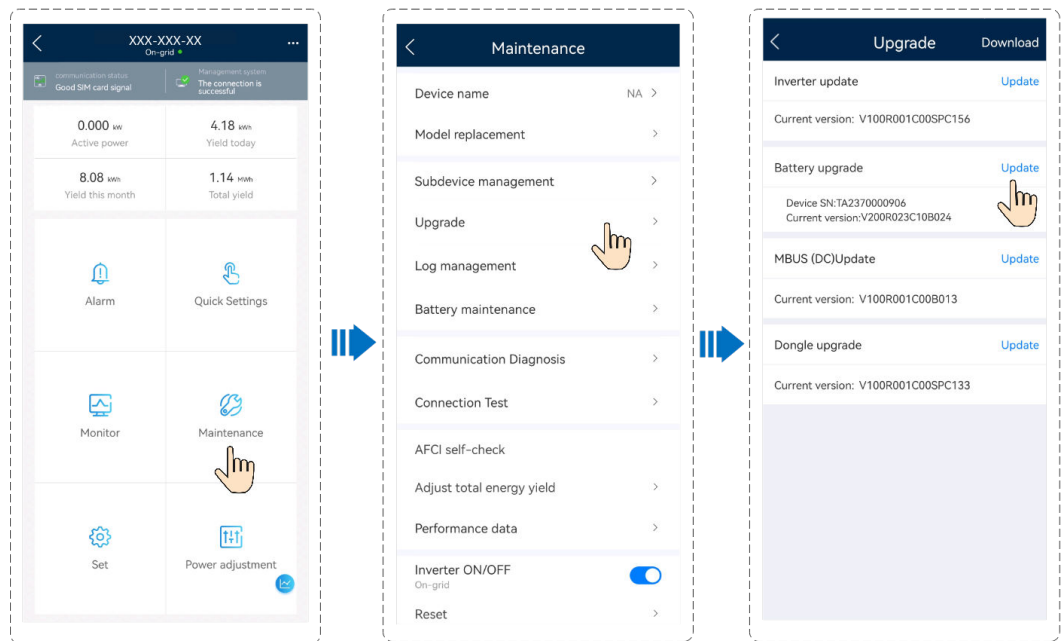 XXX-XXX-XX
On-grid
...
communication status
Good SIM card signal
Management system
The connection is
successful
0.000 kW
Active power
4.18 kWh
Yield today
8.08 kWh
Yield this month
1.14 MWh
Total yield
Alarm
Quick Settings
Monitor
Maintenance
Set
Power adjustment
Maintenance
Device name NA >
Model replacement >
Subdevice management >
Upgrade >
Log management >
Battery maintenance >
Communication Diagnosis >
Connection Test >
AFCI self-check
Adjust total energy yield >
Performance data >
Inverter ON/OFF
On-grid
Reset >
Upgrade Download
Inverter update Update
Current version: V100R001C00SPC156
Battery upgrade Update
Device SN:TA2370000906
Current version:V200R023C10B024
MBUS (DC)Update Update
Current version: V100R001C00B013
Dongle upgrade Update
Current version: V100R001C00SPC133